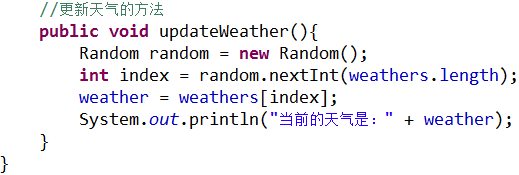 //更新天气的方法
public void updateWeather(){
Random random = new Random();
int index = random.nextInt(weathers.length);
weather = weathers[index];
System.out.println("当前的天气是：" + weather);
}
}